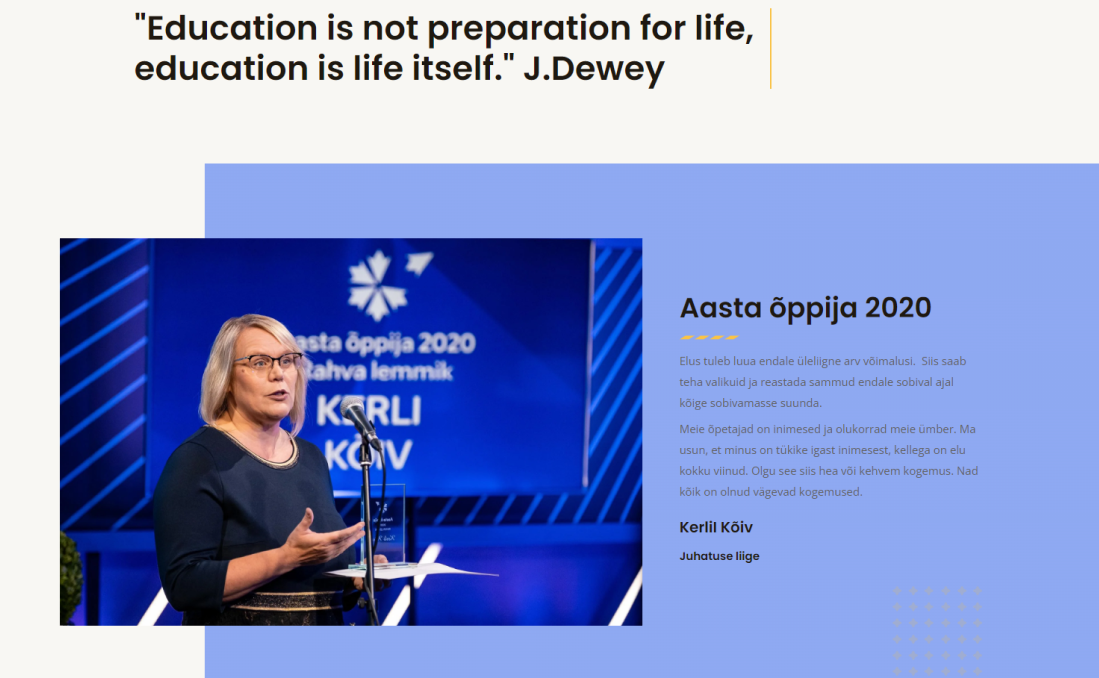 "Education is not preparation for life,
education is life itself." J.Dewey
asta õppija 2020
Rahva lemmik
KERLI
KÕIV
Aasta õppija 2020
Elus tuleb luua endale üleliigne arv võimalusi. Siis saab
teha valikuid ja reastada sammud endale sobival ajal
kõige sobivamasse suunda.
Meie õpetajad on inimesed ja olukorrad meie ümber. Ma
usun, et minus on tükike igast inimesest, kellega on elu
kokku viinud. Olgu see siis hea või kehvem kogemus. Nad
kõik on olnud vägevad kogemused.
Kerlil Kõiv
Juhatuse liige